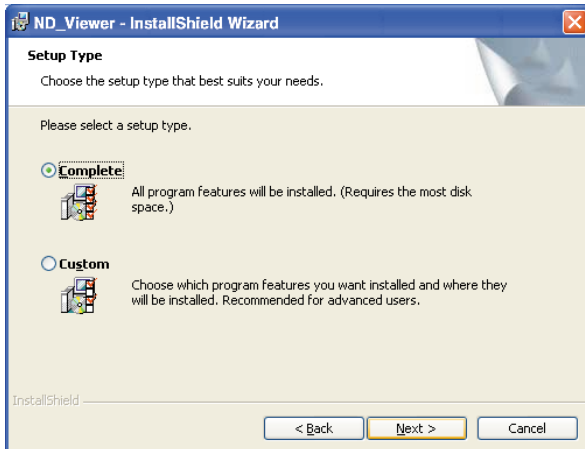 ND_Viewer - InstallShield Wizard
Setup Type
Choose the setup type that best suits your needs.
Please select a setup type.
Complete
All program features will be installed. (Requires the most disk
space.)
Custom
Choose which program features you want installed and where they
will be installed. Recommended for advanced users.
InstallShield
< Back
Next >
Cancel